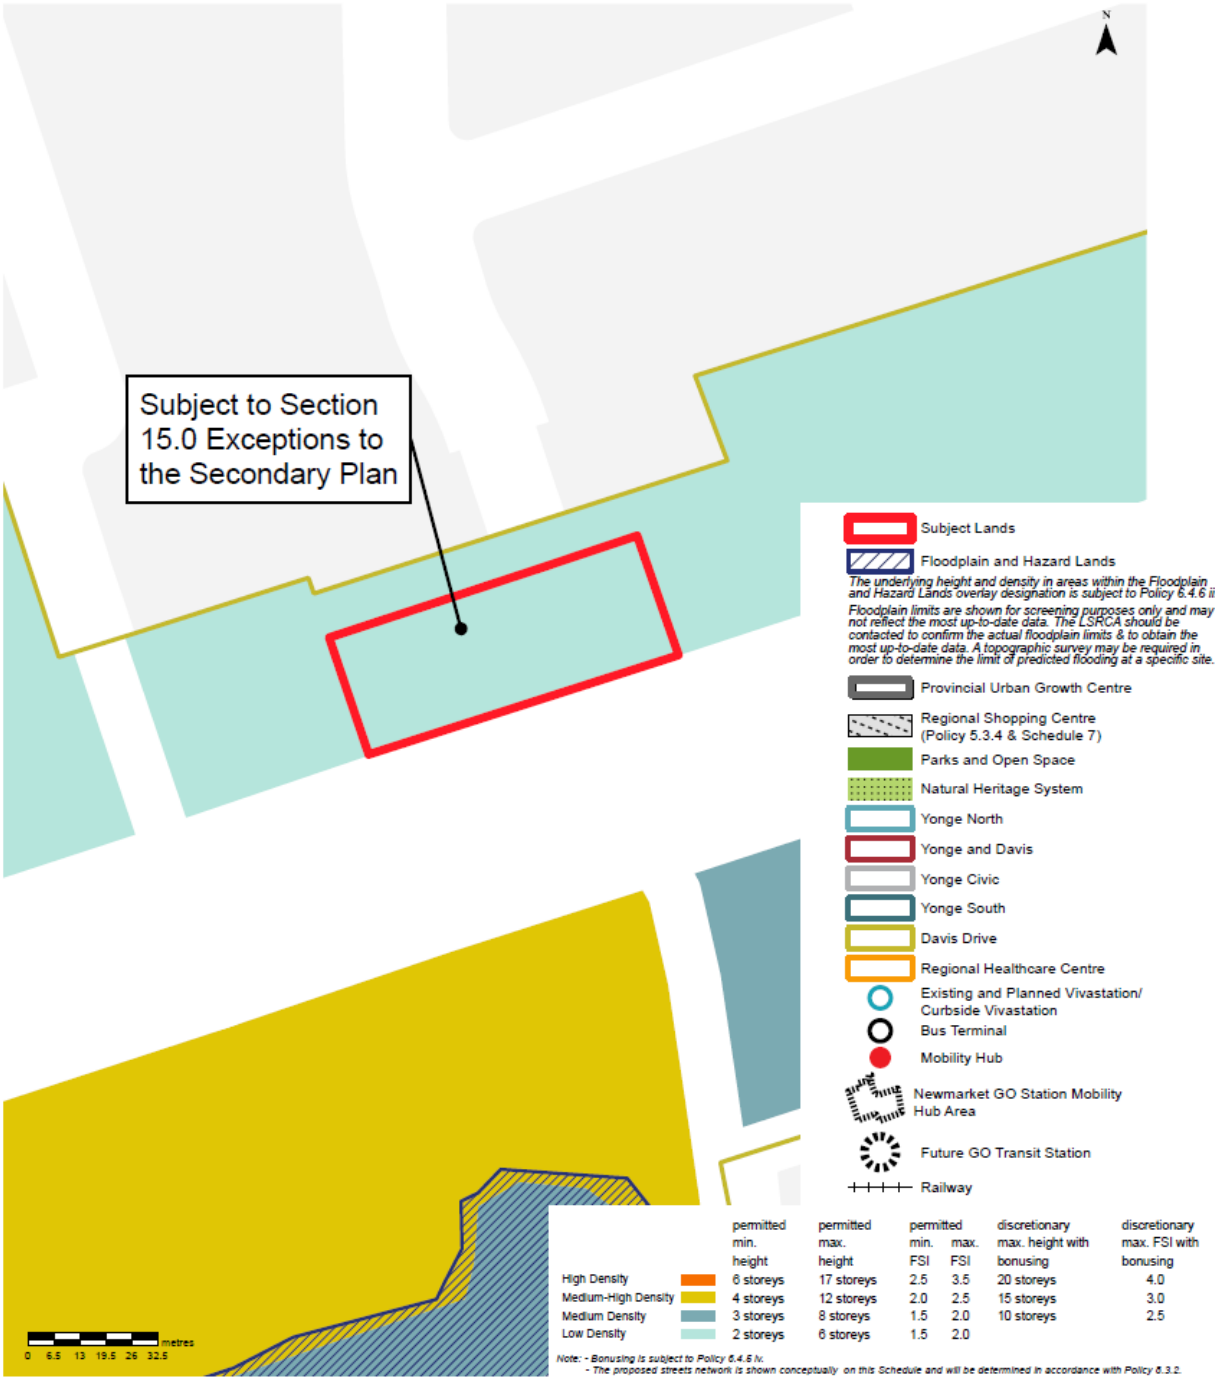 N
Subject to Section
15.0 Exceptions to
the Secondary Plan
Subject Lands
Floodplain and Hazard Lands
The underlying height and density in areas within the Floodplain
and Hazard Lands overlay designation is subject to Policy 6.4.6 ii
Floodplain limits are shown for screening purposes only and may
not reflect the most up-to-date data. The LSRCA should be
contacted to confirm the actual floodplain limits & to obtain the
most up-to-date data. A topographic survey may be required in
order to determine the limit of predicted flooding at a specific site.
Provincial Urban Growth Centre
Regional Shopping Centre
(Policy 5.3.4 & Schedule 7)
Parks and Open Space
Natural Heritage System
Yonge North
Yonge and Davis
Yonge Civic
Yonge South
Davis Drive
Regional Healthcare Centre
Existing and Planned Vivastation/
Curbside Vivastation
Bus Terminal
Mobility Hub
Newmarket GO Station Mobility
Hub Area
Future GO Transit Station
Railway
permitted permitted permitted discretionary discretionary
min. max. min. max. max. height with max. FSI with
height height FSI FSI bonusing bonusing
High Density 6 storeys 17 storeys 2.5 3.5 20 storeys 4.0
Medium-High Density 4 storeys 12 storeys 2.0 2.5 15 storeys 3.0
Medium Density 3 storeys 8 storeys 1.5 2.0 10 storeys 2.5
Low Density 2 storeys 6 storeys 1.5 2.0
Note: - Bonusing is subject to Policy 6.4.6 iv.
- The proposed streets network is shown conceptually on this Schedule and will be determined in accordance with Policy 8.3.2.
metres
0 6.5 13 19.5 26 32.5